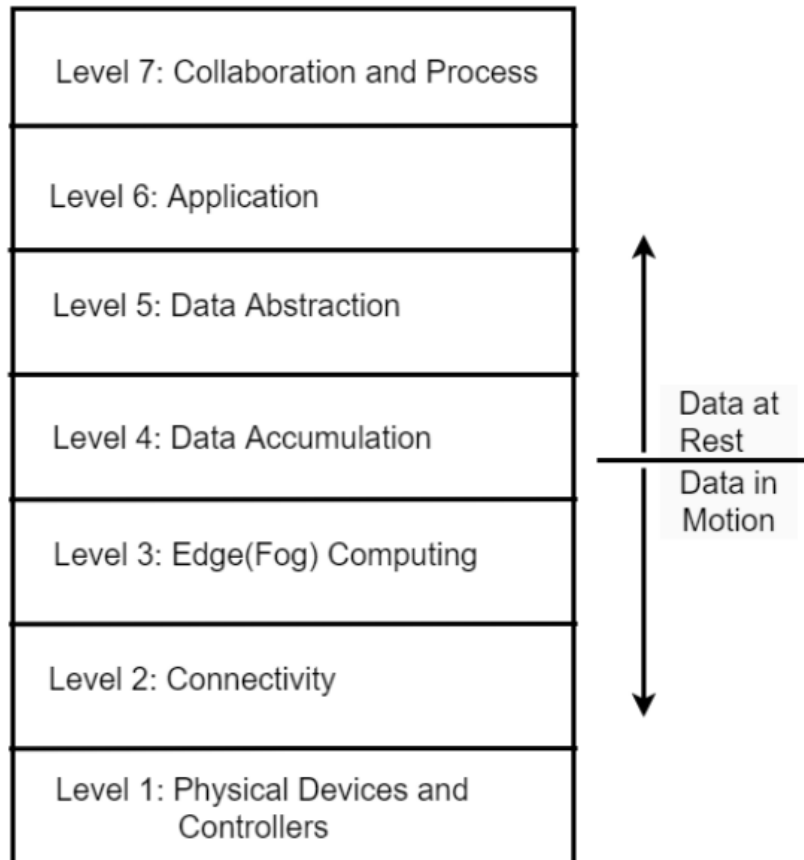 Level 7: Collaboration and Process
Level 6: Application
Level 5: Data Abstraction
Level 4: Data Accumulation
Level 3: Edge(Fog) Computing
Level 2: Connectivity
Level 1: Physical Devices and
Controllers
Data at
Rest
Data in
Motion